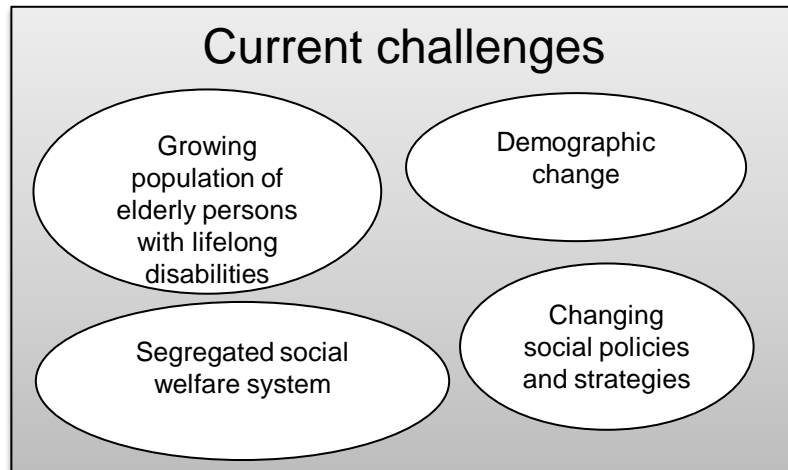 Current challenges
Growing
population of
elderly persons
with lifelong
disabilities
Demographic
change
Segregated social
welfare system
Changing
social policies
and strategies